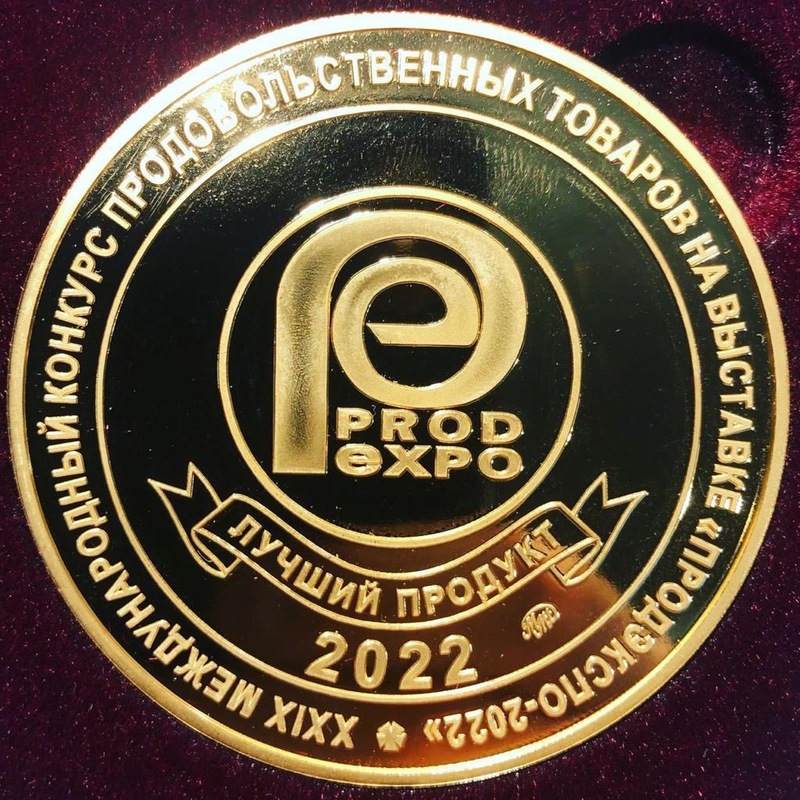 XXIX МЕЖДУНАРОДНЫЙ КОНКУРС ПРОДОВОЛЬСТВЕННЫХ ТОВАРОВ НА ВЫСТАВКЕ «ПРОДЭКСПО-2022»
PROD
eXPO
ЛУЧШИЙ ПРОДУКТ
2022